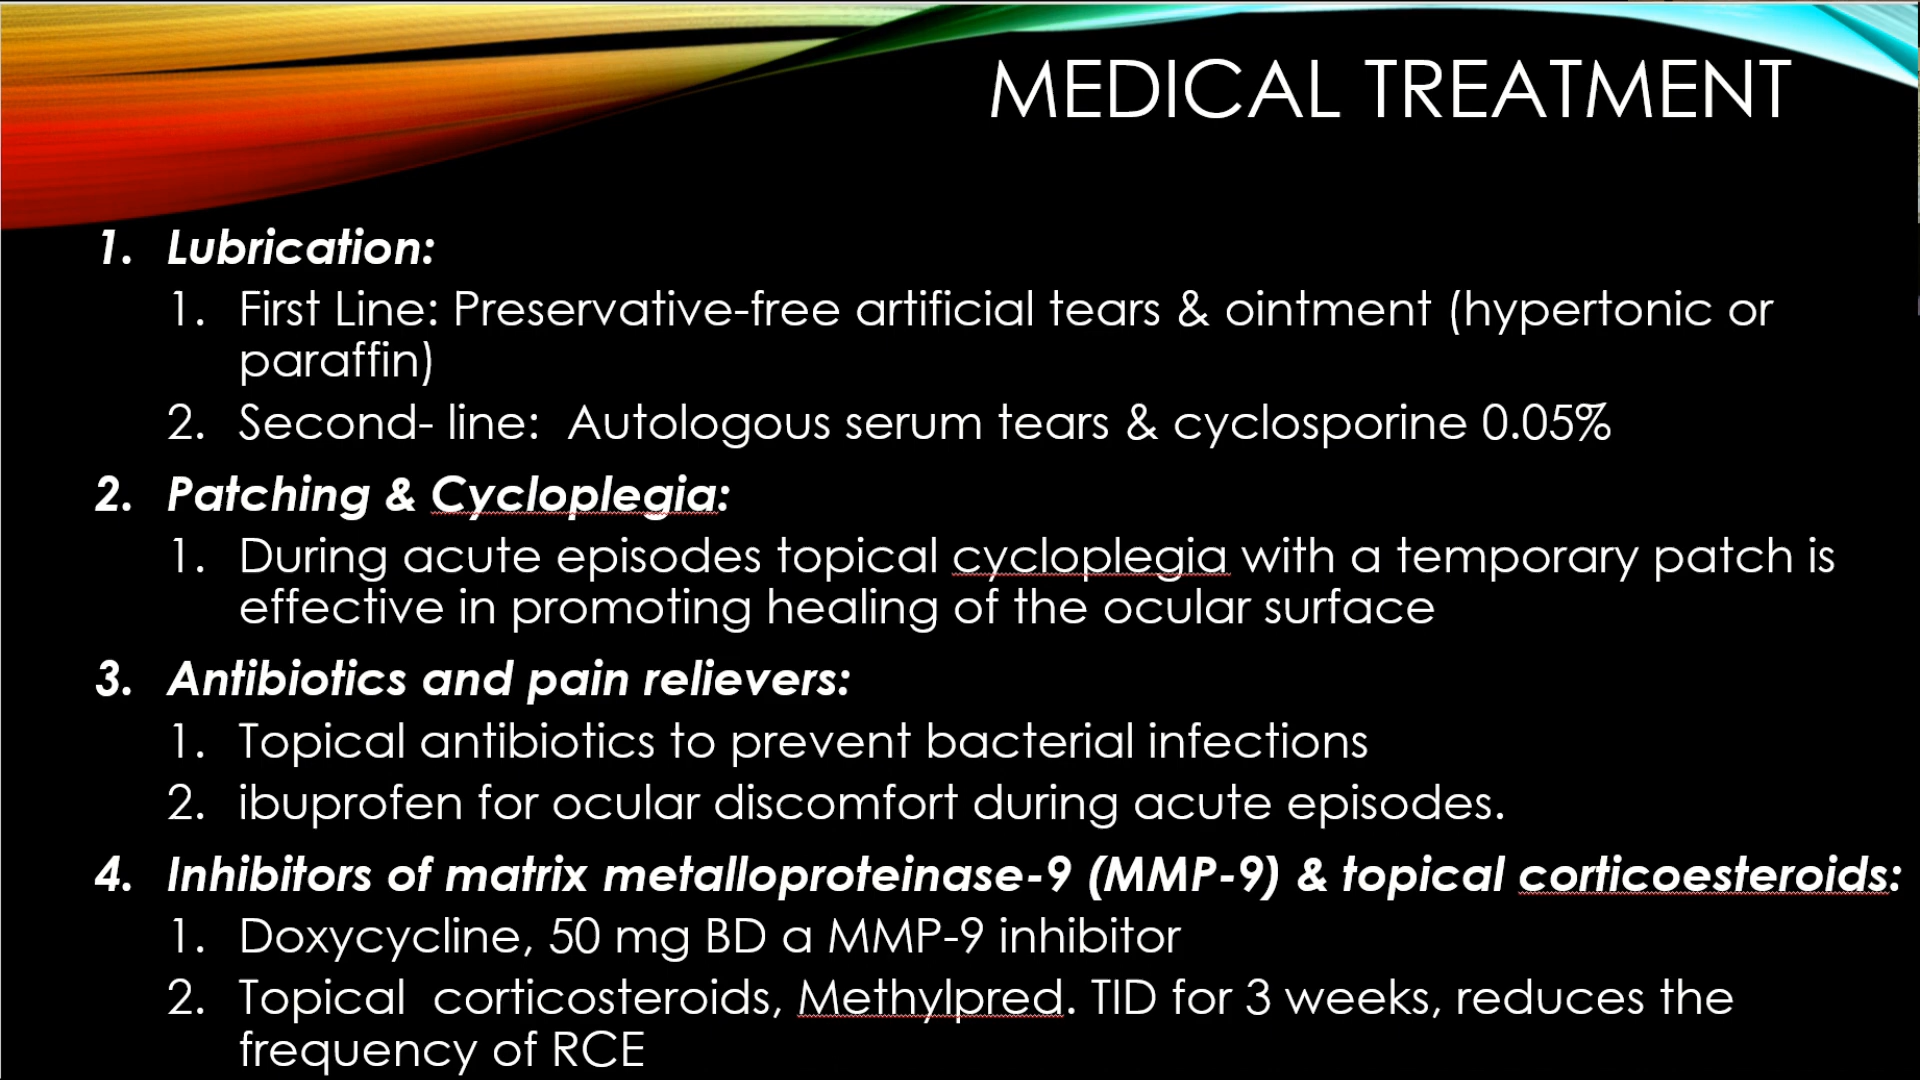 MEDICAL TREATMENT
1. Lubrication:
1. First Line: Preservative-free artificial tears & ointment (hypertonic or
paraffin)
2. Second- line:  Autologous serum tears & cyclosporine 0.05%
2. Patching & Cycloplegia:
1. During acute episodes topical cycloplegia with a temporary patch is
effective in promoting healing of the ocular surface
3. Antibiotics and pain relievers:
1. Topical antibiotics to prevent bacterial infections
2. ibuprofen for ocular discomfort during acute episodes.
4. Inhibitors of matrix metalloproteinase-9 (MMP-9) & topical corticoesteroids:
1. Doxycycline, 50 mg BD a MMP-9 inhibitor
2. Topical  corticosteroids, Methylpred. TID for 3 weeks, reduces the
frequency of RCE